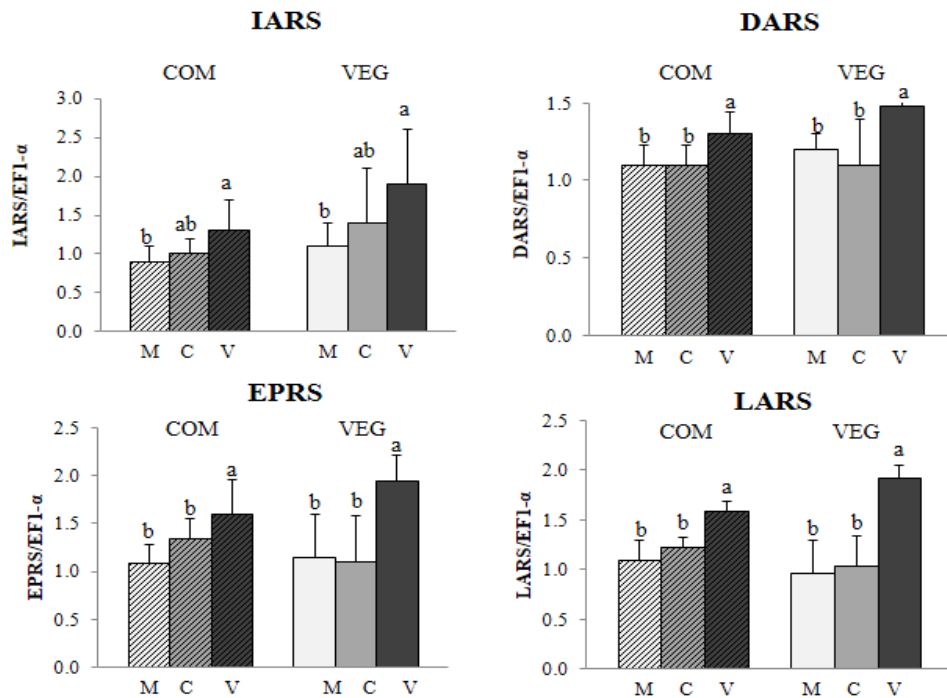 IARS
COM VEG
IARS/EF1-α
3.0
2.5
2.0
1.5
1.0
0.5
0.0
b ab a b ab a
M C V M C V
DARS
COM VEG
DARS/EF1-α
1.5
1.0
0.5
0.0
b b a b b a
M C V M C V
EPRS
COM VEG
EPRS/EF1-α
2.5
2.0
1.5
1.0
0.5
0.0
b b a b b a
M C V M C V
LARS
COM VEG
LARS/EF1-α
2.5
2.0
1.5
1.0
0.5
0.0
b b a b b a
M C V M C V